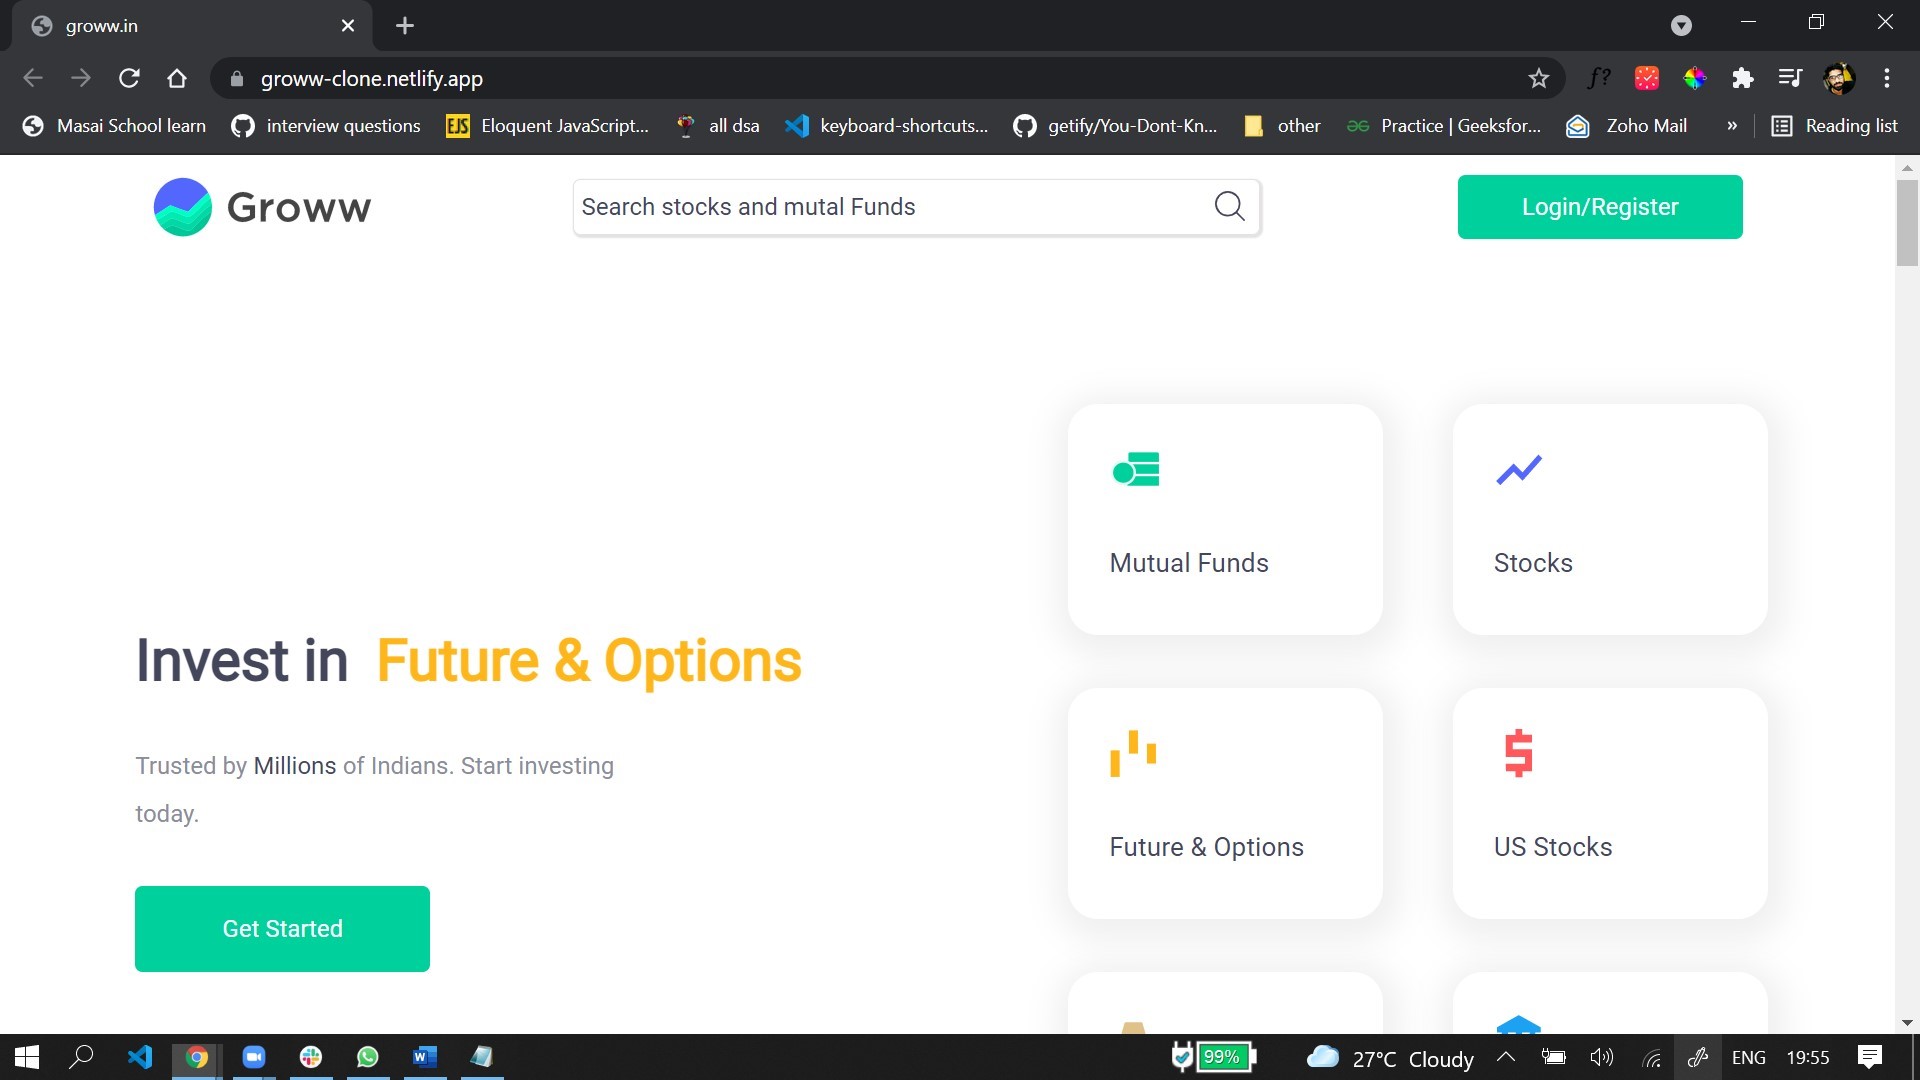 groww.in
groww-clone.netlify.app
f?
Masai School learn
interview questions
EJS
Eloquent JavaScript...
all dsa
keyboard-shortcuts...
getify/You-Dont-Kn...
other
Practice | Geeksfor...
Zoho Mail
»
Reading list
Groww
Search stocks and mutal Funds
Login/Register
Mutual Funds
Stocks
Invest in Future & Options
Trusted by Millions of Indians. Start investing
today.
Future & Options
US Stocks
Get Started
99%
27°C Cloudy
ENG
19:55